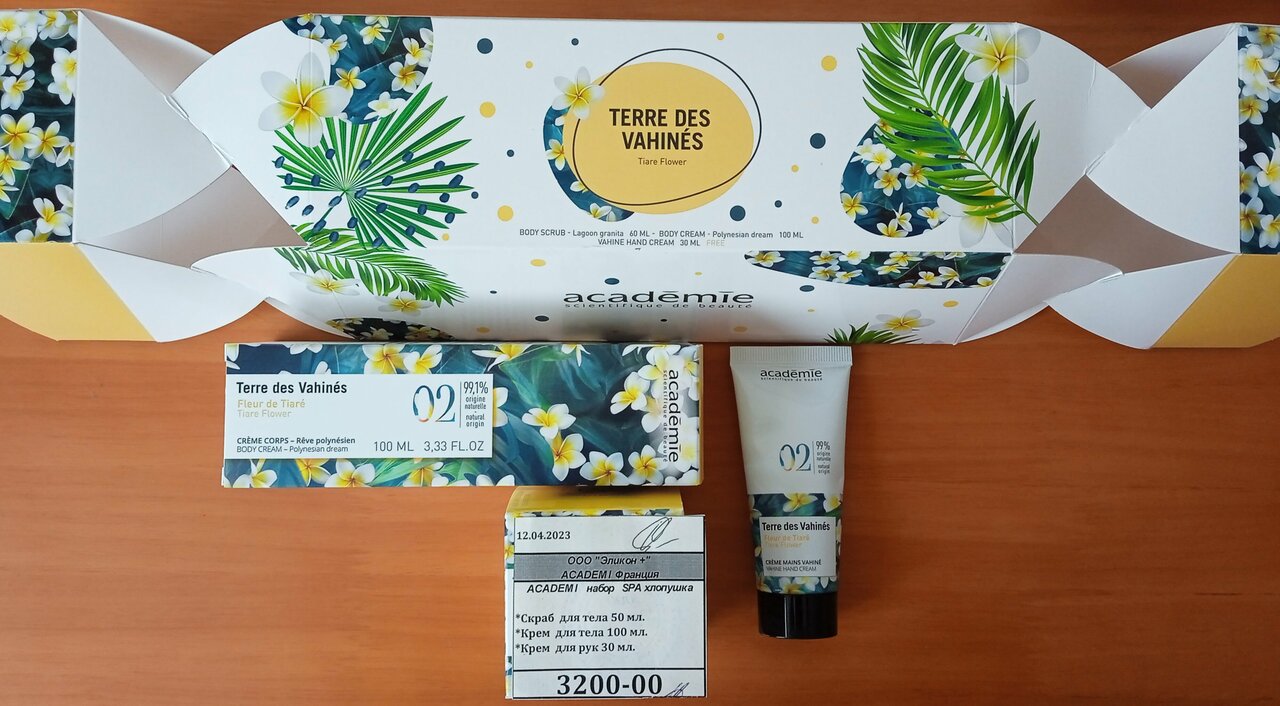 TERRE DES
VAHINÉS
Tiare Flower
BODY SCRUB - Lagoon granita 60 ML - BODY CREAM - Polynesian dream 100 ML
VAHINE HAND CREAM 30 ML FREE
académie
scientifique de beauté
Terre des Vahinés
Fleur de Tiaré
Tiare Flower
02
99,1%
origine
naturelle
natural
origin
CRÈME CORPS – Rêve polynésien
BODY CREAM – Polynesian dream
100 ML 3,33 FL.OZ
académie
scientifique de beauté
académie
scientifique de beauté
02
99%
origine
naturelle
natural
origin
Terre des Vahinés
Fleur de Tiaré
Tiare Flower
CRÈME MAINS VAHINÉ
VAHINE HAND CREAM
12.04.2023
ООО "Эликон +"
ACADEMI Франция
ACADEMI набор SPA хлопушка
*Скраб для тела 50 мл.
*Крем для тела 100 мл.
*Крем для рук 30 мл.
3200-00